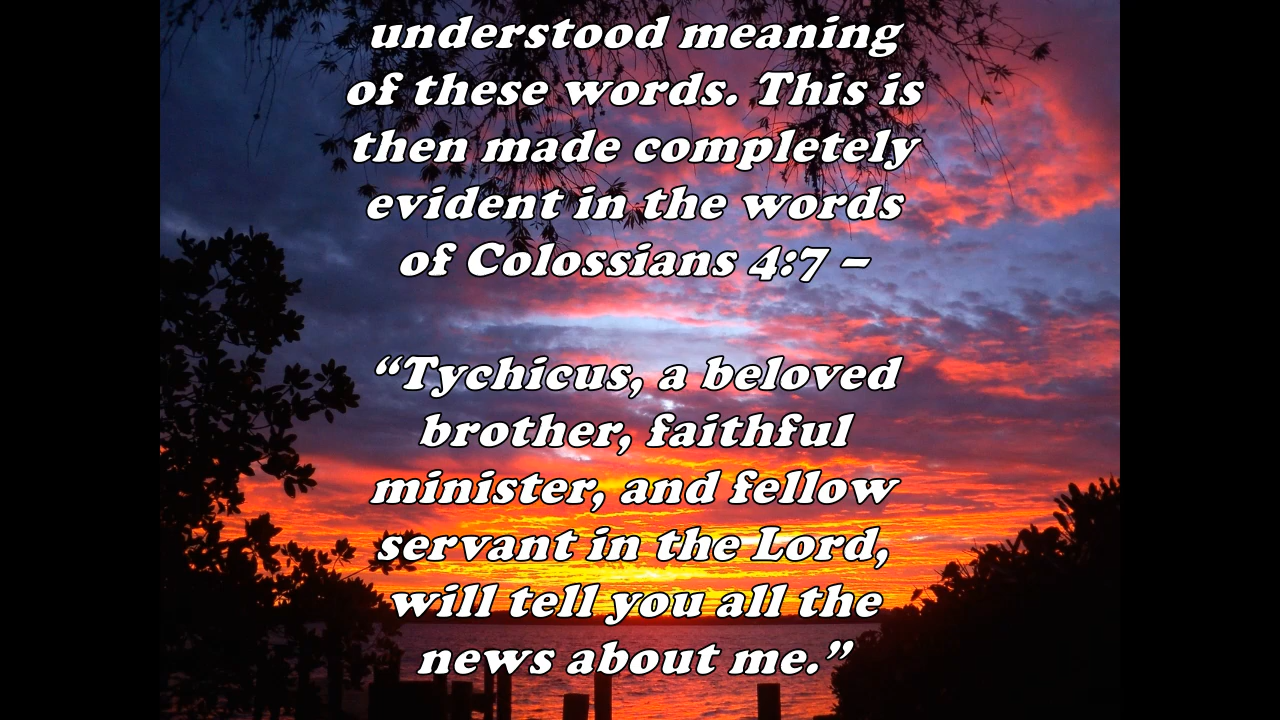 understood meaning
of these words. This is
then made completely
evident in the words
of Colossians 4:7 –
“Tychicus, a beloved
brother, faithful
minister, and fellow
servant in the Lord,
will tell you all the
news about me.”